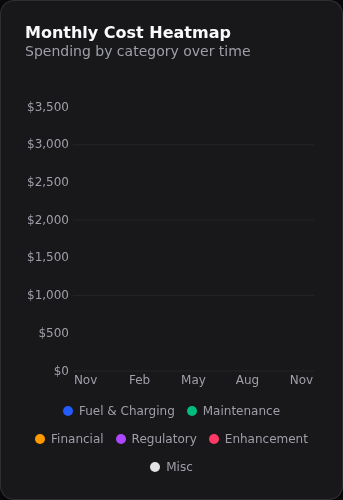 Monthly Cost Heatmap
Spending by category over time
$3,500
$3,000
$2,500
$2,000
$1,500
$1,000
$500
$0
Nov Feb May Aug Nov
Fuel & Charging Maintenance
Financial Regulatory Enhancement
Misc